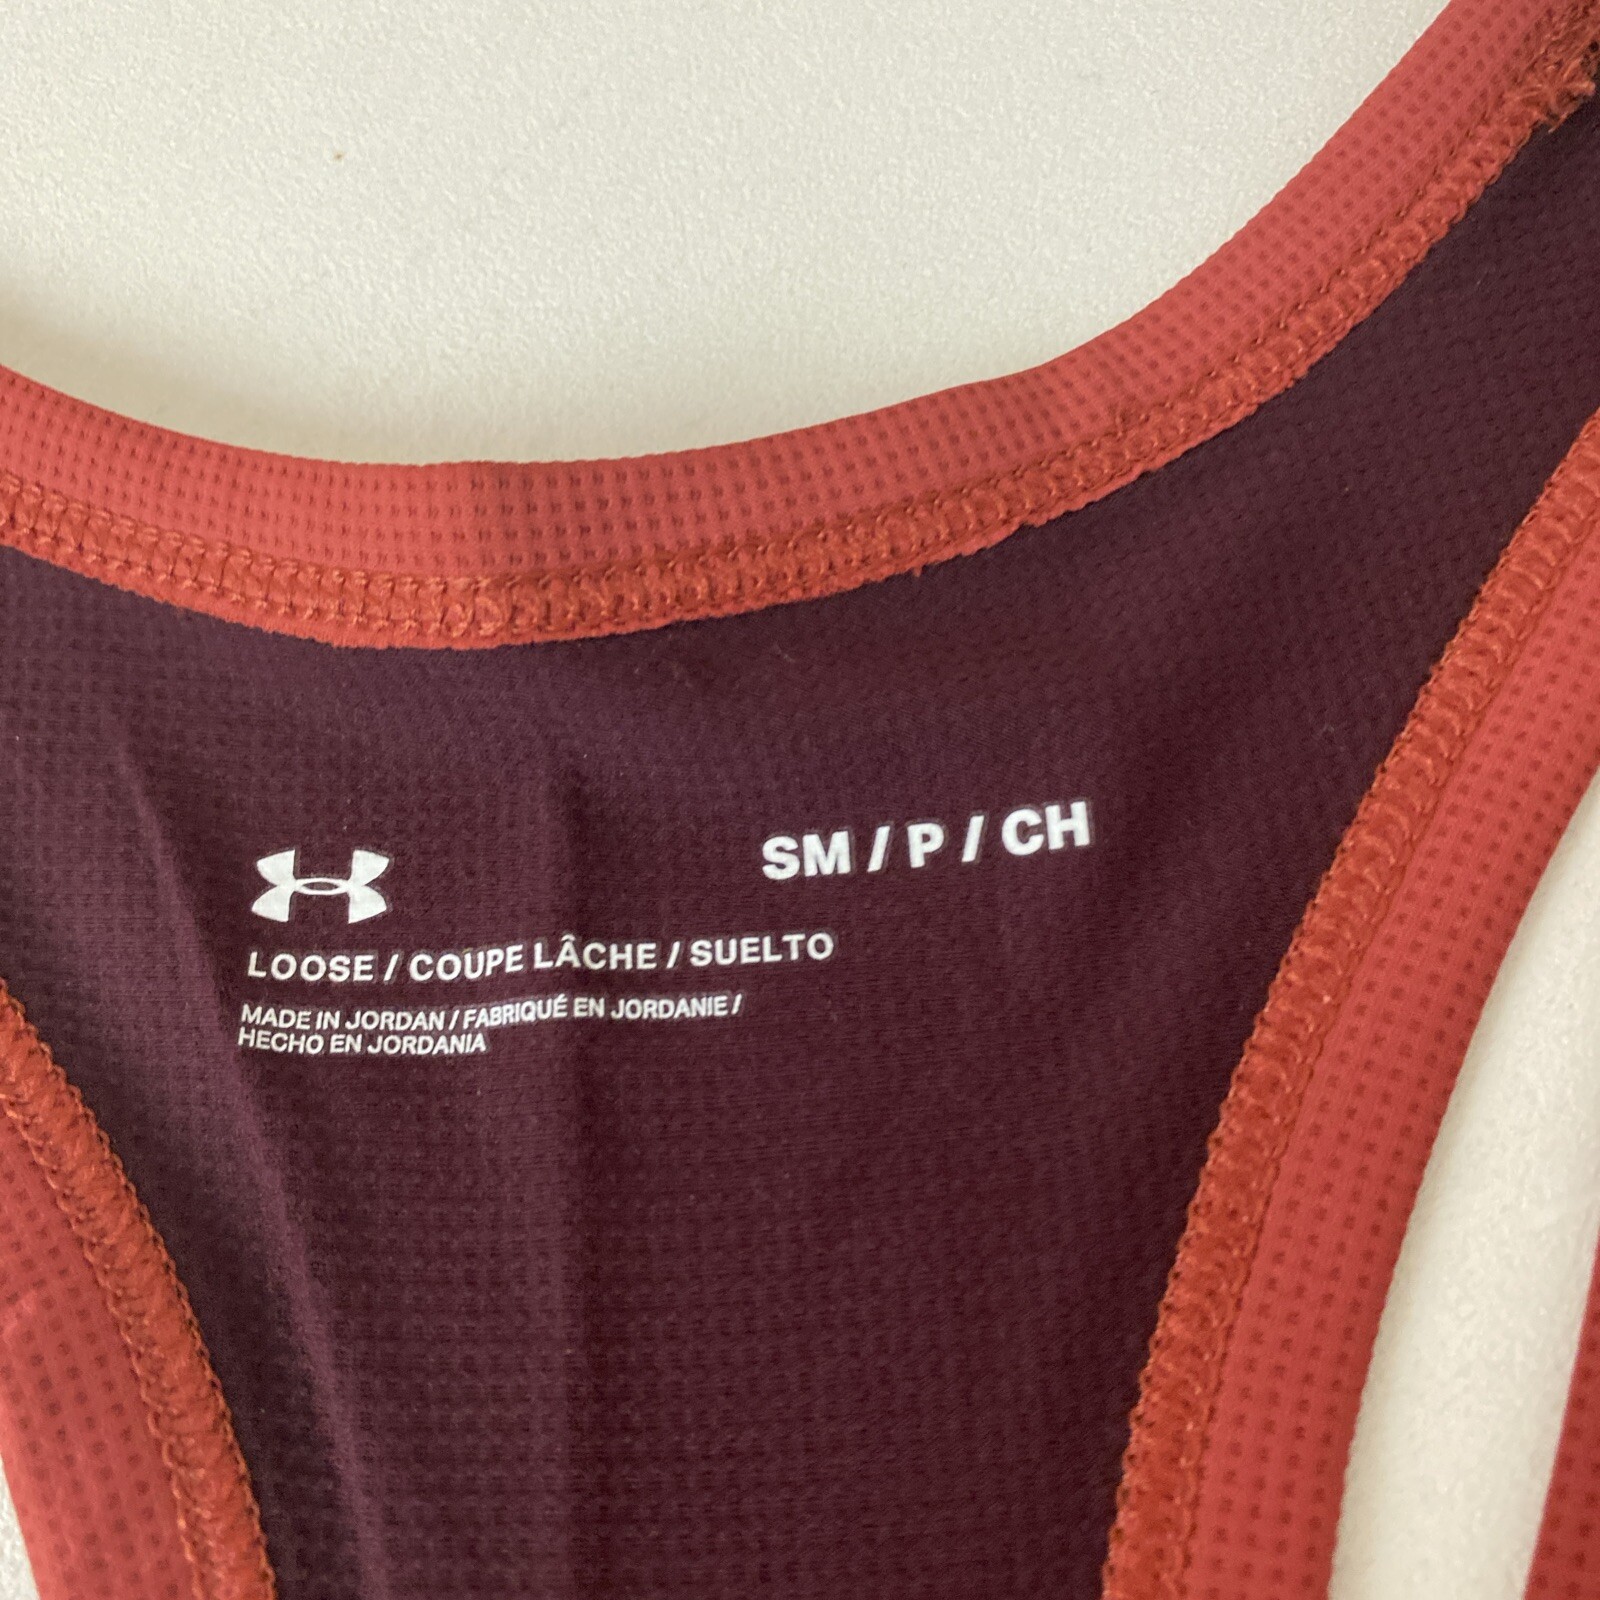 SM / P / CH
LOOSE / COUPE LÂCHE / SUELTO
MADE IN JORDAN / FABRIQUÉ EN JORDANIE /
HECHO EN JORDANIA